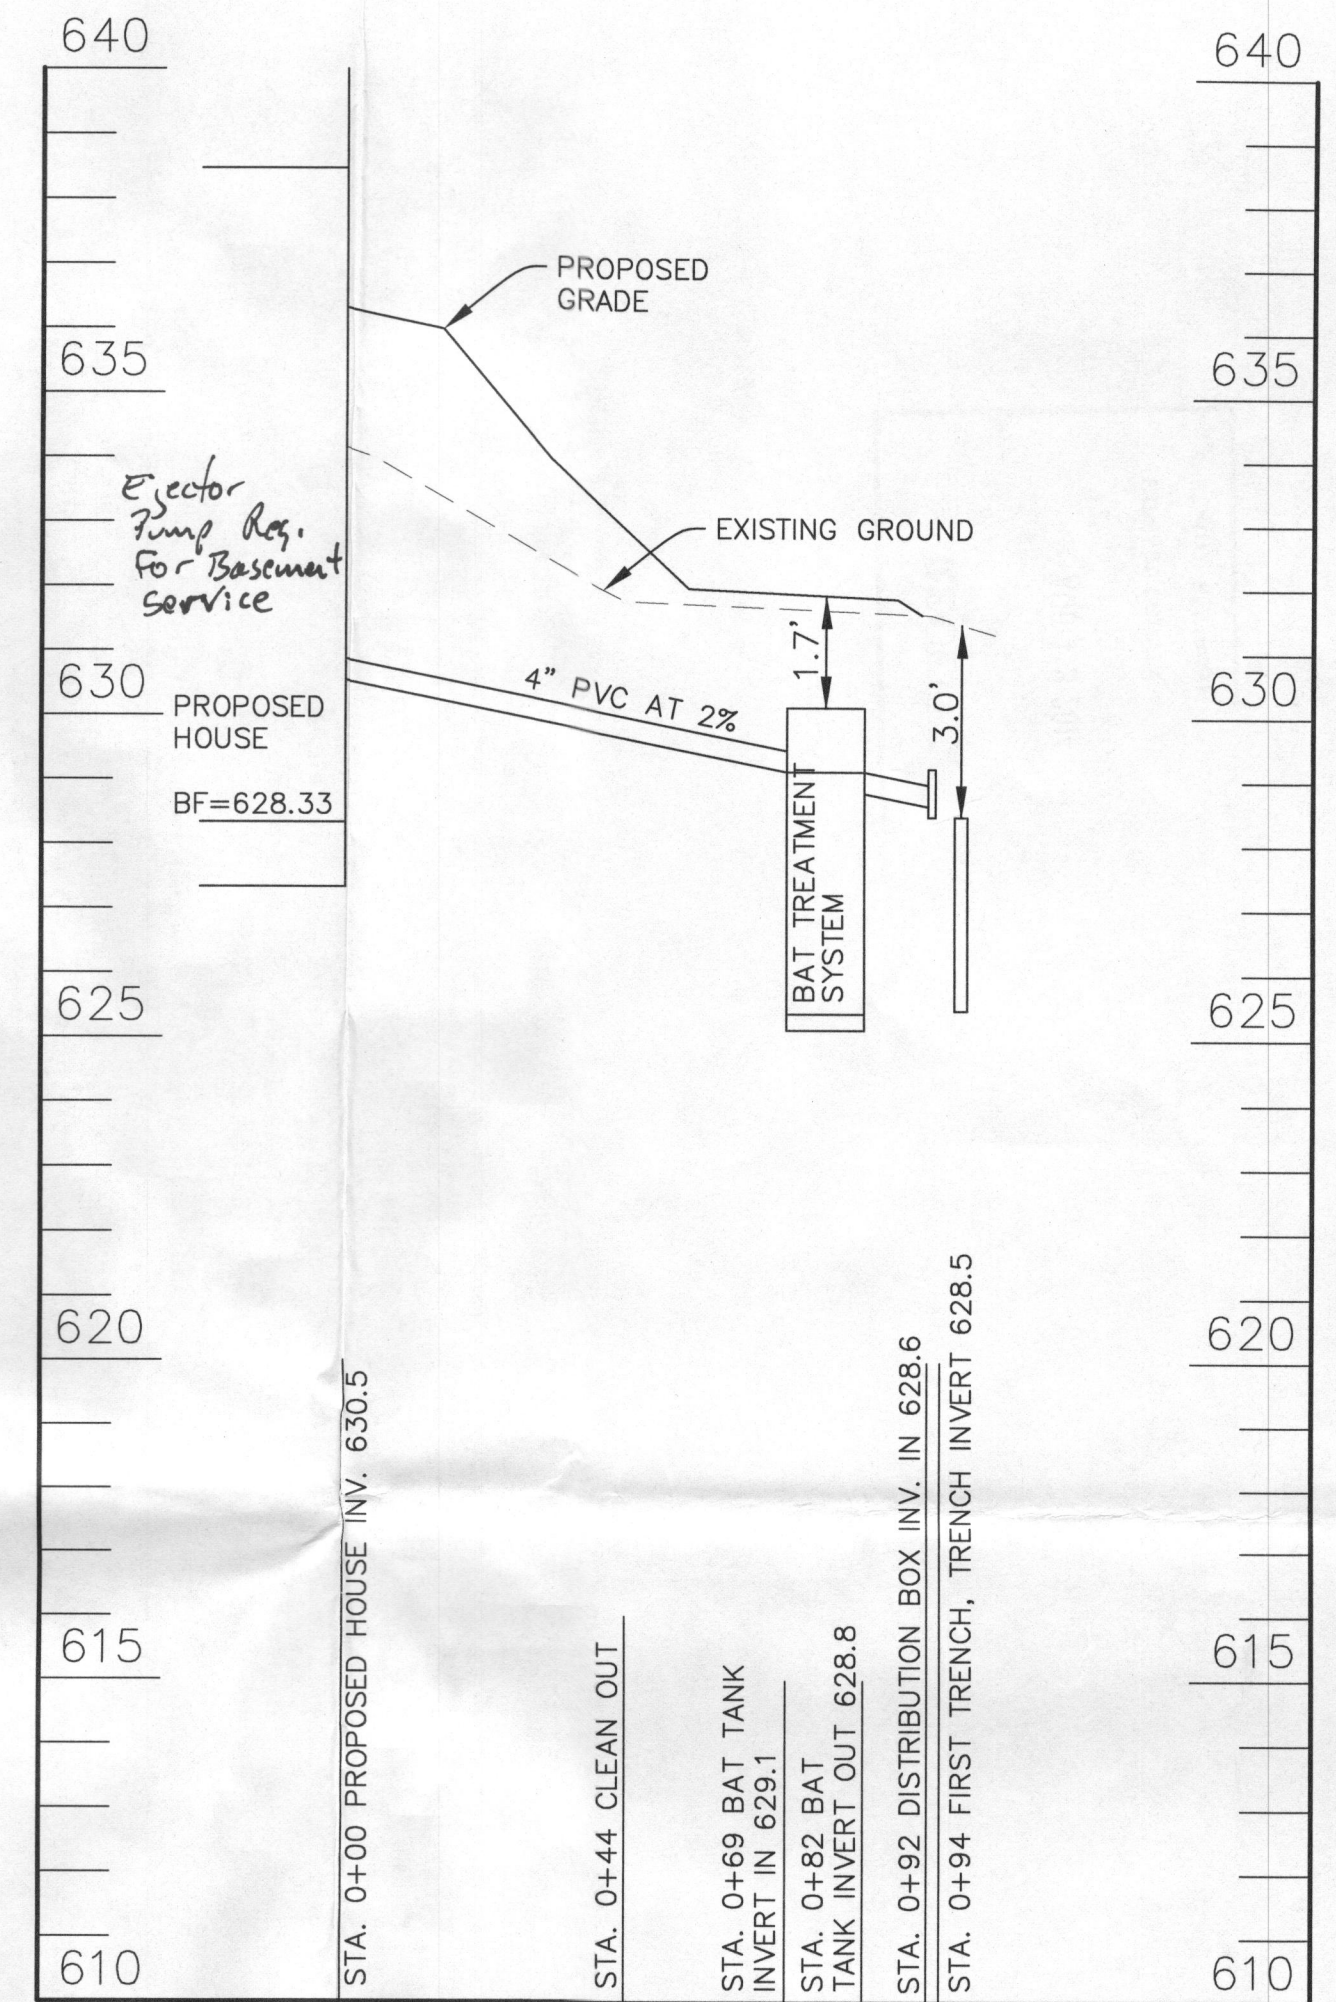 640
640
PROPOSED
GRADE
635
635
Ejector
Pump Req.
For Basement
Service
EXISTING GROUND
1.7'
4" PVC AT 2%
630
630
PROPOSED
HOUSE
3.0'
BF=628.33
BAT TREATMENT
SYSTEM
625
625
620
620
STA. 0+00 PROPOSED HOUSE INV. 630.5
STA. 0+44 CLEAN OUT
STA. 0+69 BAT TANK
INVERT IN 629.1
STA. 0+82 BAT
TANK INVERT OUT 628.8
STA. 0+92 DISTRIBUTION BOX INV. IN 628.6
STA. 0+94 FIRST TRENCH, TRENCH INVERT 628.5
615
615
610
610